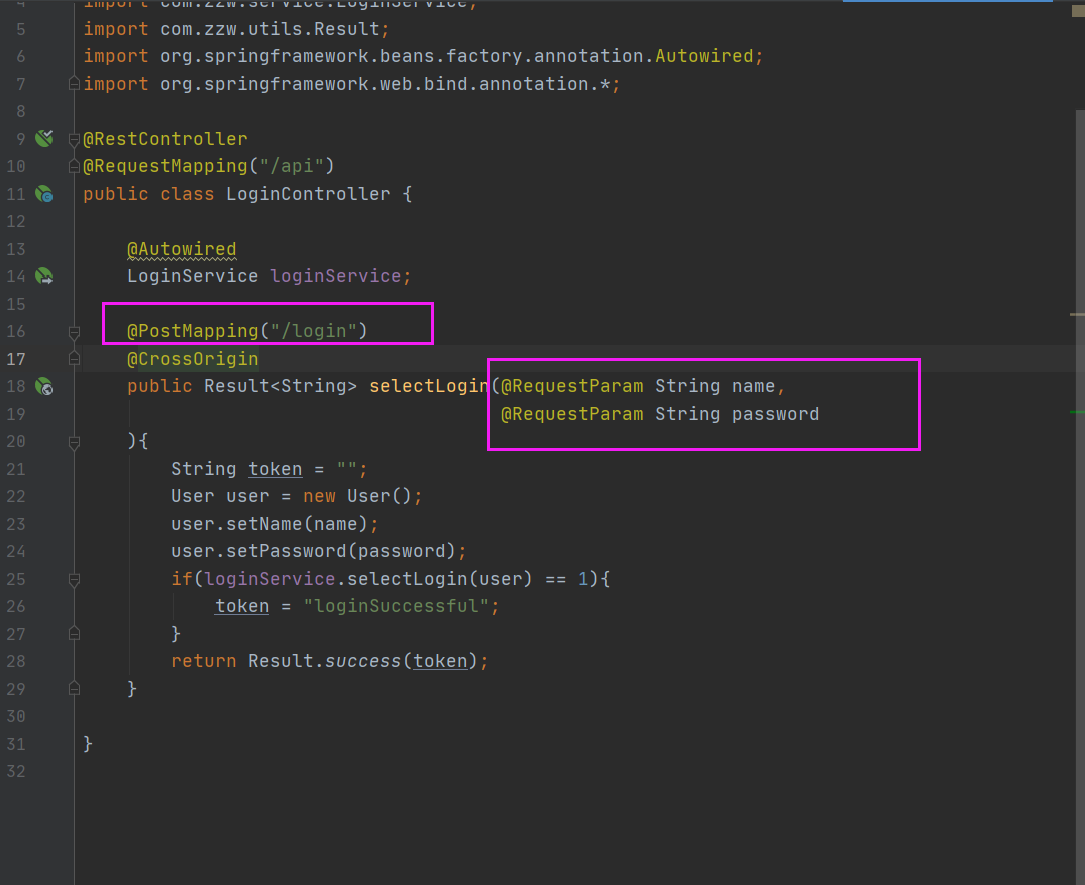 4 import com.zzw.service.LoginService;
5 import com.zzw.utils.Result;
6 import org.springframework.beans.factory.annotation.Autowired;
7 import org.springframework.web.bind.annotation.*;
8
9 @RestController
10 @RequestMapping("/api")
11 public class LoginController {
12
13 @Autowired
14 LoginService loginService;
15
16 @PostMapping("/login")
17 @CrossOrigin
18 public Result<String> selectLogin(@RequestParam String name,
19 @RequestParam String password
20 ){
21 String token = "";
22 User user = new User();
23 user.setName(name);
24 user.setPassword(password);
25 if(loginService.selectLogin(user) == 1){
26 token = "loginSuccessful";
27 }
28 return Result.success(token);
29 }
30
31 }
32